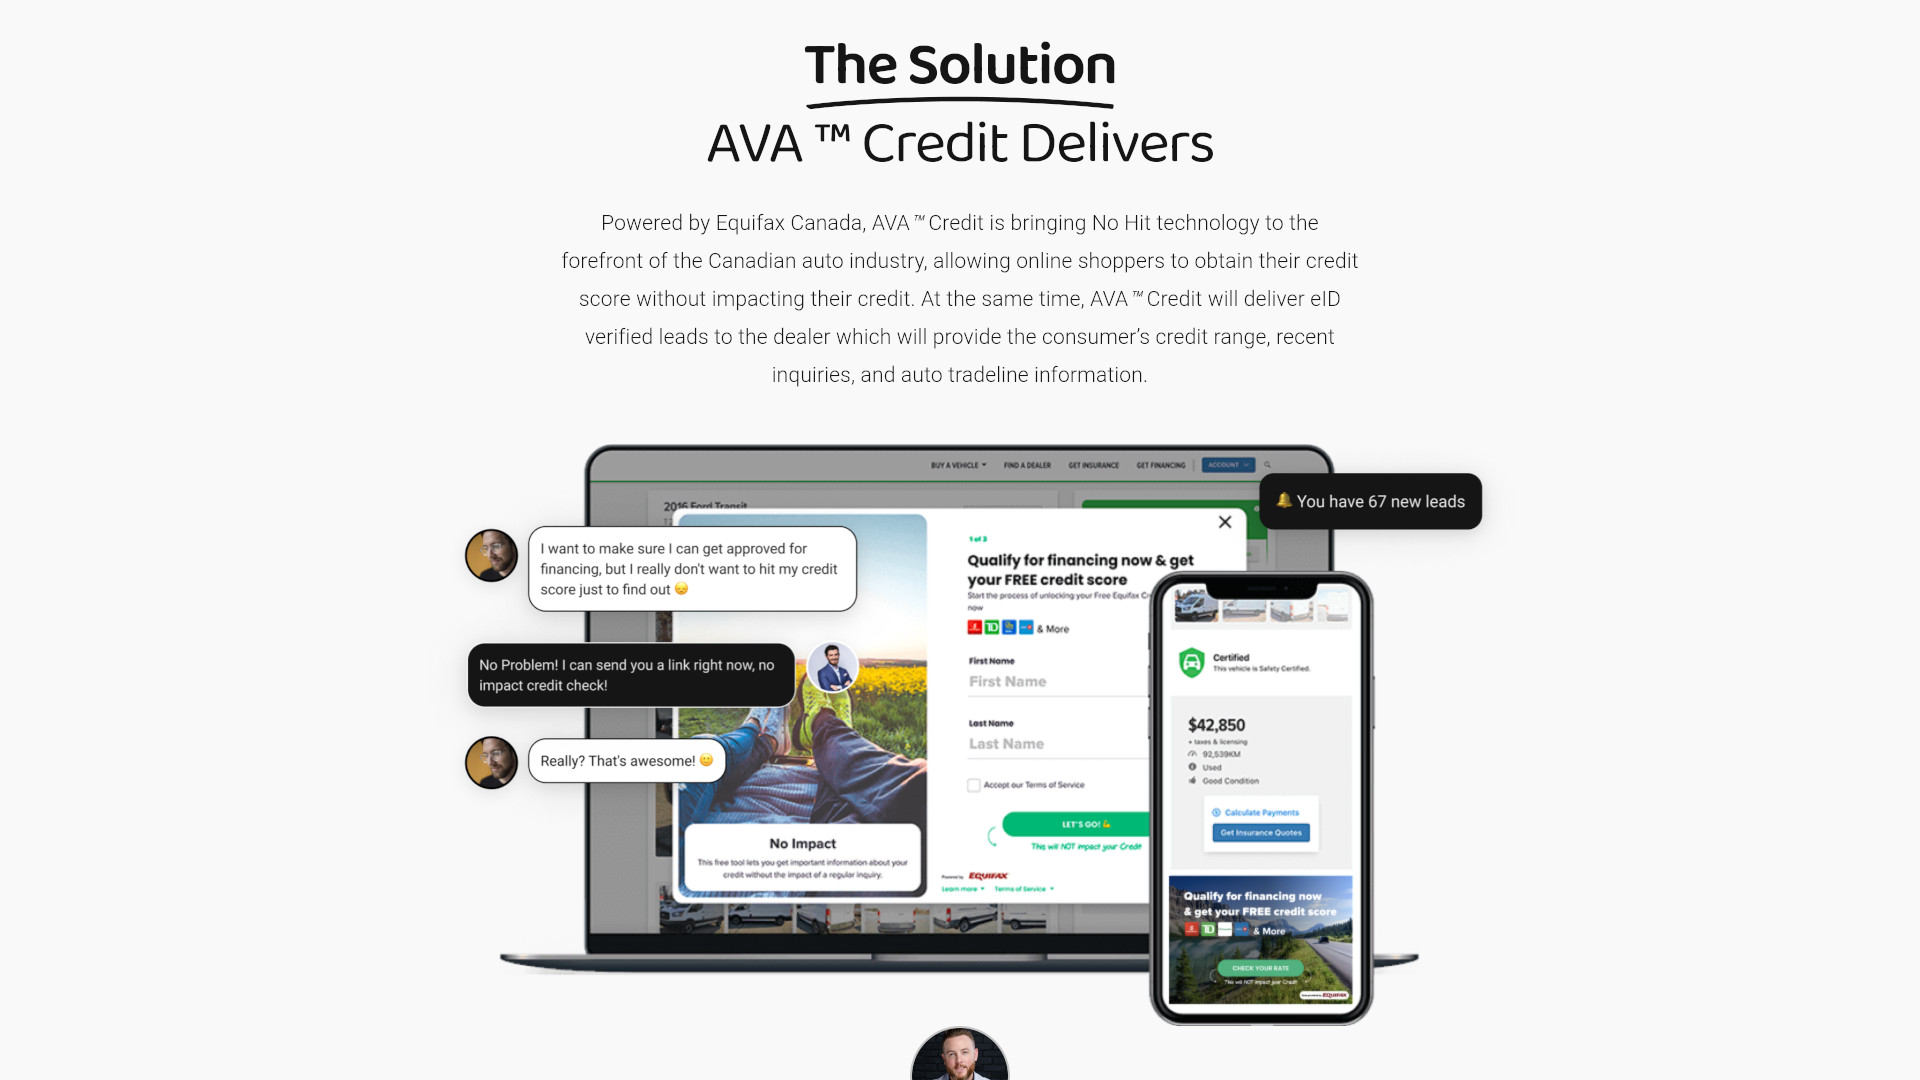 The Solution
AVA ™ Credit Delivers
Powered by Equifax Canada, AVA ™ Credit is bringing No Hit technology to the
forefront of the Canadian auto industry, allowing online shoppers to obtain their credit
score without impacting their credit. At the same time, AVA ™ Credit will deliver eID
verified leads to the dealer which will provide the consumer’s credit range, recent
inquiries, and auto tradeline information.
BUY A VEHICLE
FIND A DEALER
GET INSURANCE
GET FINANCING
ACCOUNT
🔔 You have 67 new leads
2016 Ford Transit
I want to make sure I can get approved for
financing, but I really don't want to hit my credit
score just to find out 😞
No Problem! I can send you a link right now, no
impact credit check!
Really? That's awesome! 😀
No Impact
This free tool lets you get important information about your
credit without the impact of a regular inquiry.
1 of 3
Qualify for financing now & get
your FREE credit score
Start the process of unlocking your Free Equifax
now
TD
& More
First Name
First Name
Last Name
Last Name
Accept our Terms of Service
LET'S GO! 💪
This will NOT impact your Credit
Powered by EQUIFAX
Learn more
Terms of Service
Certified
This vehicle is Safety Certified.
$42,850
+ taxes & licensing
92,539KM
Used
Good Condition
Calculate Payments
Get Insurance Quotes
Qualify for financing now
& get your FREE credit score
TD
& More
CHECK YOUR RATE
This will NOT impact your Credit
EQUIFAX